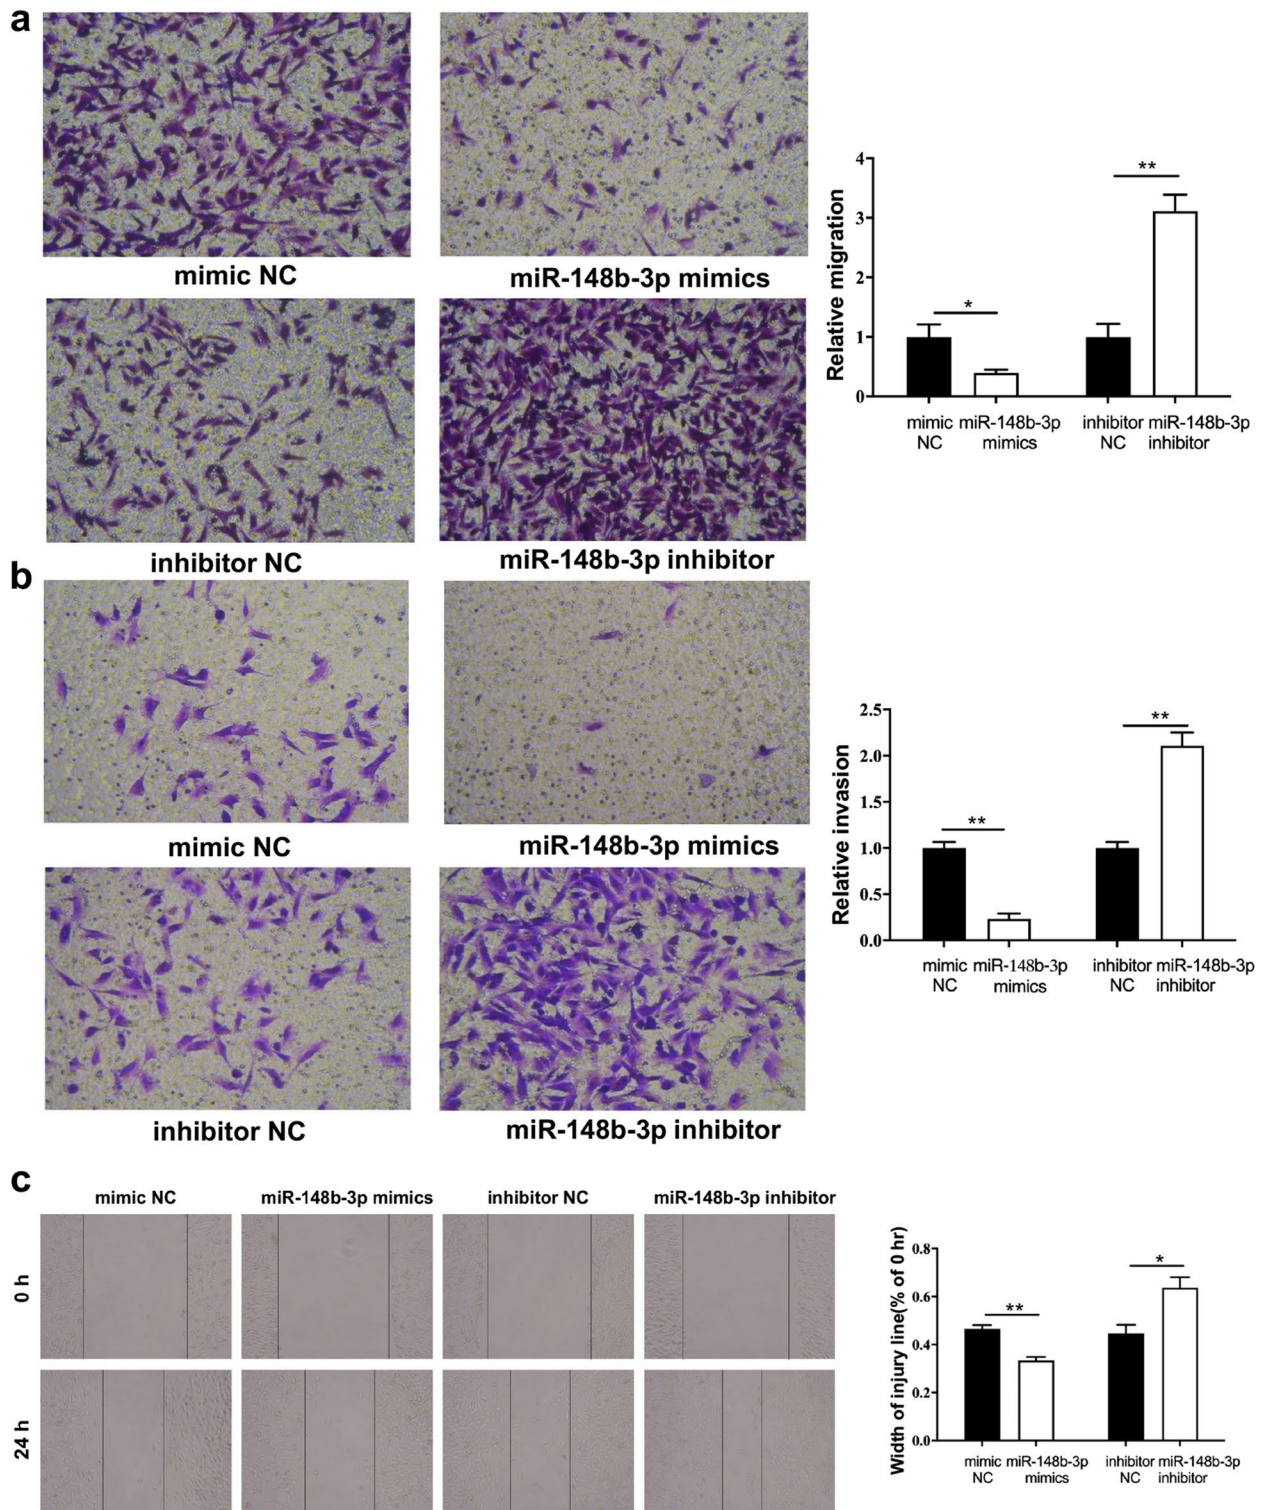 a
mimic NC
miR-148b-3p mimics
inhibitor NC
miR-148b-3p inhibitor
Relative migration
4
3
2
1
0
*
**
mimic NC
miR-148b-3p mimics
inhibitor NC
miR-148b-3p inhibitor
b
mimic NC
miR-148b-3p mimics
inhibitor NC
miR-148b-3p inhibitor
Relative invasion
2.5
2.0
1.5
1.0
0.5
0.0
**
**
mimic NC
miR-148b-3p mimics
inhibitor NC
miR-148b-3p inhibitor
c
mimic NC
miR-148b-3p mimics
inhibitor NC
miR-148b-3p inhibitor
0 h
24 h
Width of injury line(% of 0 hr)
0.8
0.6
0.4
0.2
0.0
**
*
mimic NC
miR-148b-3p mimics
inhibitor NC
miR-148b-3p inhibitor